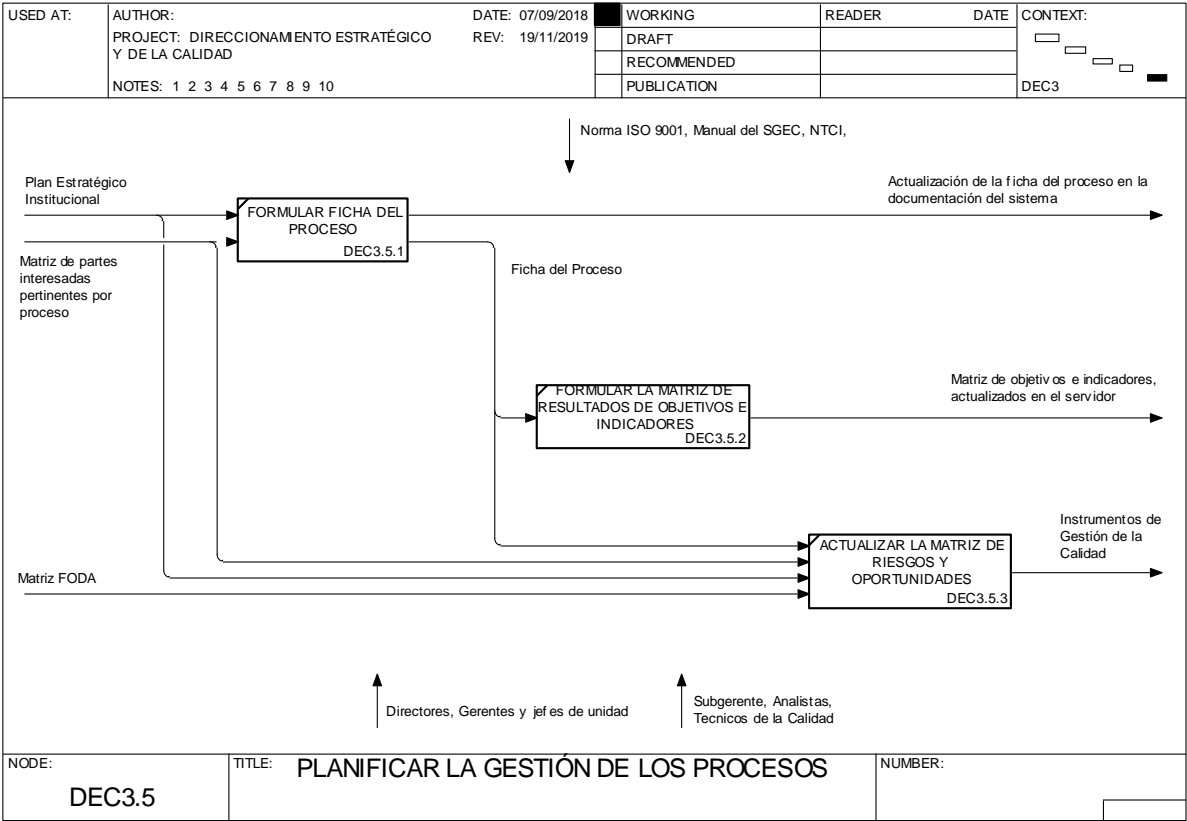 USED AT:
AUTHOR:
DATE: 07/09/2018
PROJECT: DIRECCIONAMIENTO ESTRATÉGICO
Y DE LA CALIDAD
REV: 19/11/2019
NOTES: 1 2 3 4 5 6 7 8 9 10
WORKING
DRAFT
RECOMMENDED
PUBLICATION
READER
DATE
CONTEXT:
DEC3
Norma ISO 9001, Manual del SGEC, NTCI,
Plan Estratégico
Institucional
Matriz de partes
interesadas
pertinentes por
proceso
FORMULAR FICHA DEL
PROCESO
DEC3.5.1
Actualización de la ficha del proceso en la
documentación del sistema
Ficha del Proceso
FORMULAR LA MATRIZ DE
RESULTADOS DE OBJETIVOS E
INDICADORES
DEC3.5.2
Matriz de objetivos e indicadores,
actualizados en el servidor
Matriz FODA
ACTUALIZAR LA MATRIZ DE
RIESGOS Y
OPORTUNIDADES
DEC3.5.3
Instrumentos de
Gestión de la
Calidad
Directores, Gerentes y jefes de unidad
Subgerente, Analistas,
Tecnicos de la Calidad
NODE:
DEC3.5
TITLE:
PLANIFICAR LA GESTIÓN DE LOS PROCESOS
NUMBER: